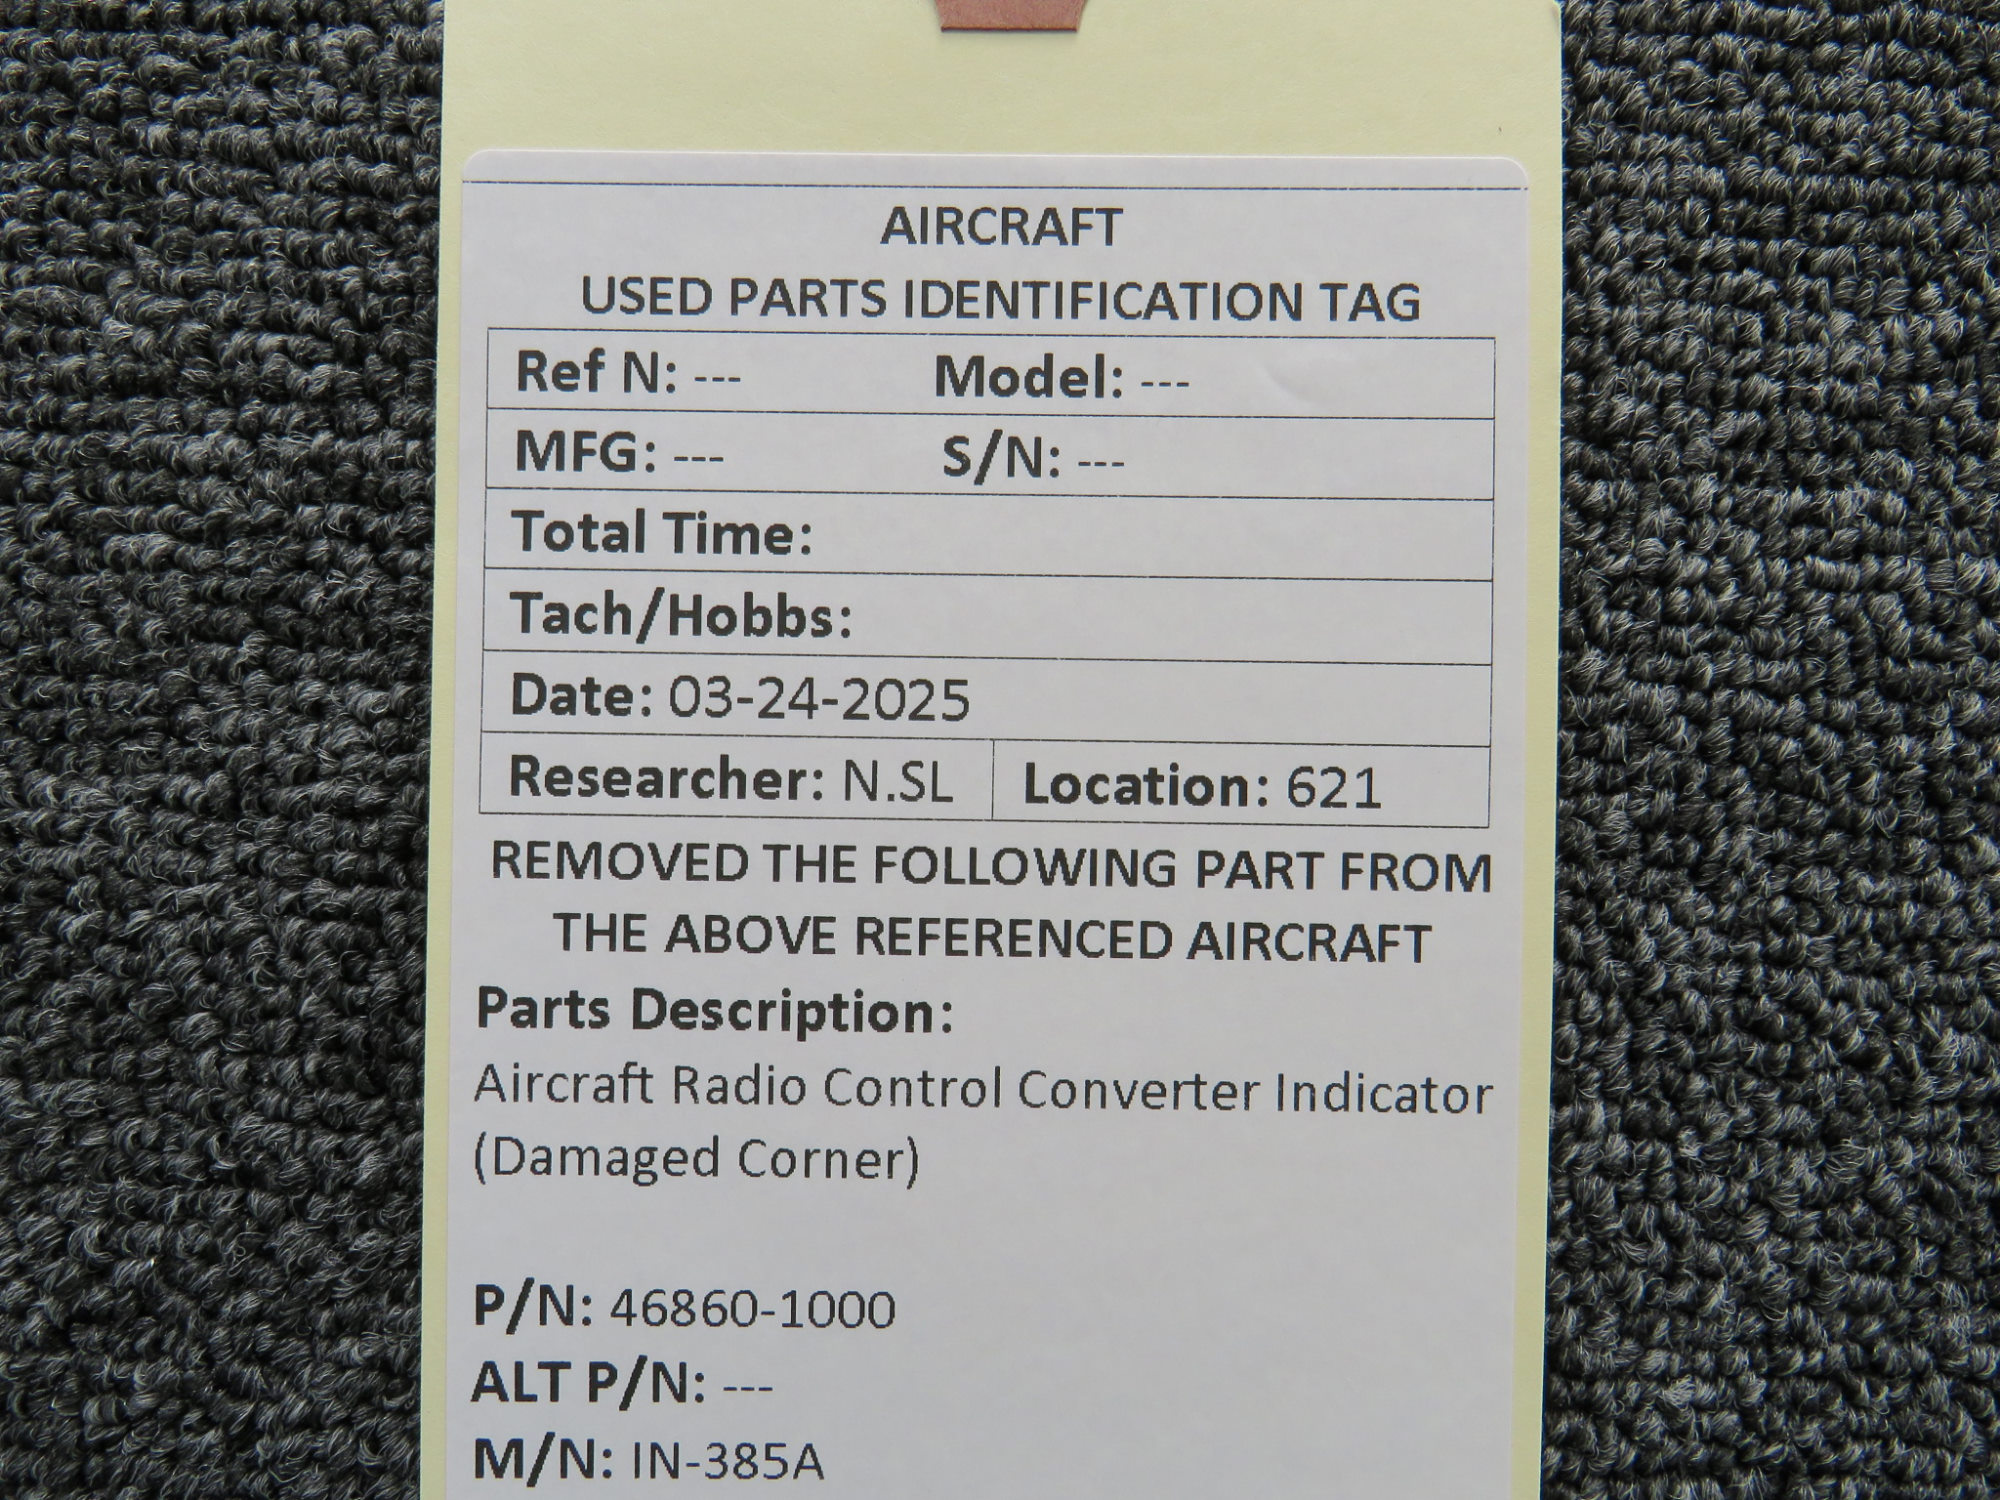 AIRCRAFT
USED PARTS IDENTIFICATION TAG
Ref N: --- Model: ---
MFG: --- S/N: ---
Total Time:
Tach/Hobbs:
Date: 03-24-2025
Researcher: N.SL Location: 621
REMOVED THE FOLLOWING PART FROM
THE ABOVE REFERENCED AIRCRAFT
Parts Description:
Aircraft Radio Control Converter Indicator
(Damaged Corner)
P/N: 46860-1000
ALT P/N: ---
M/N: IN-385A